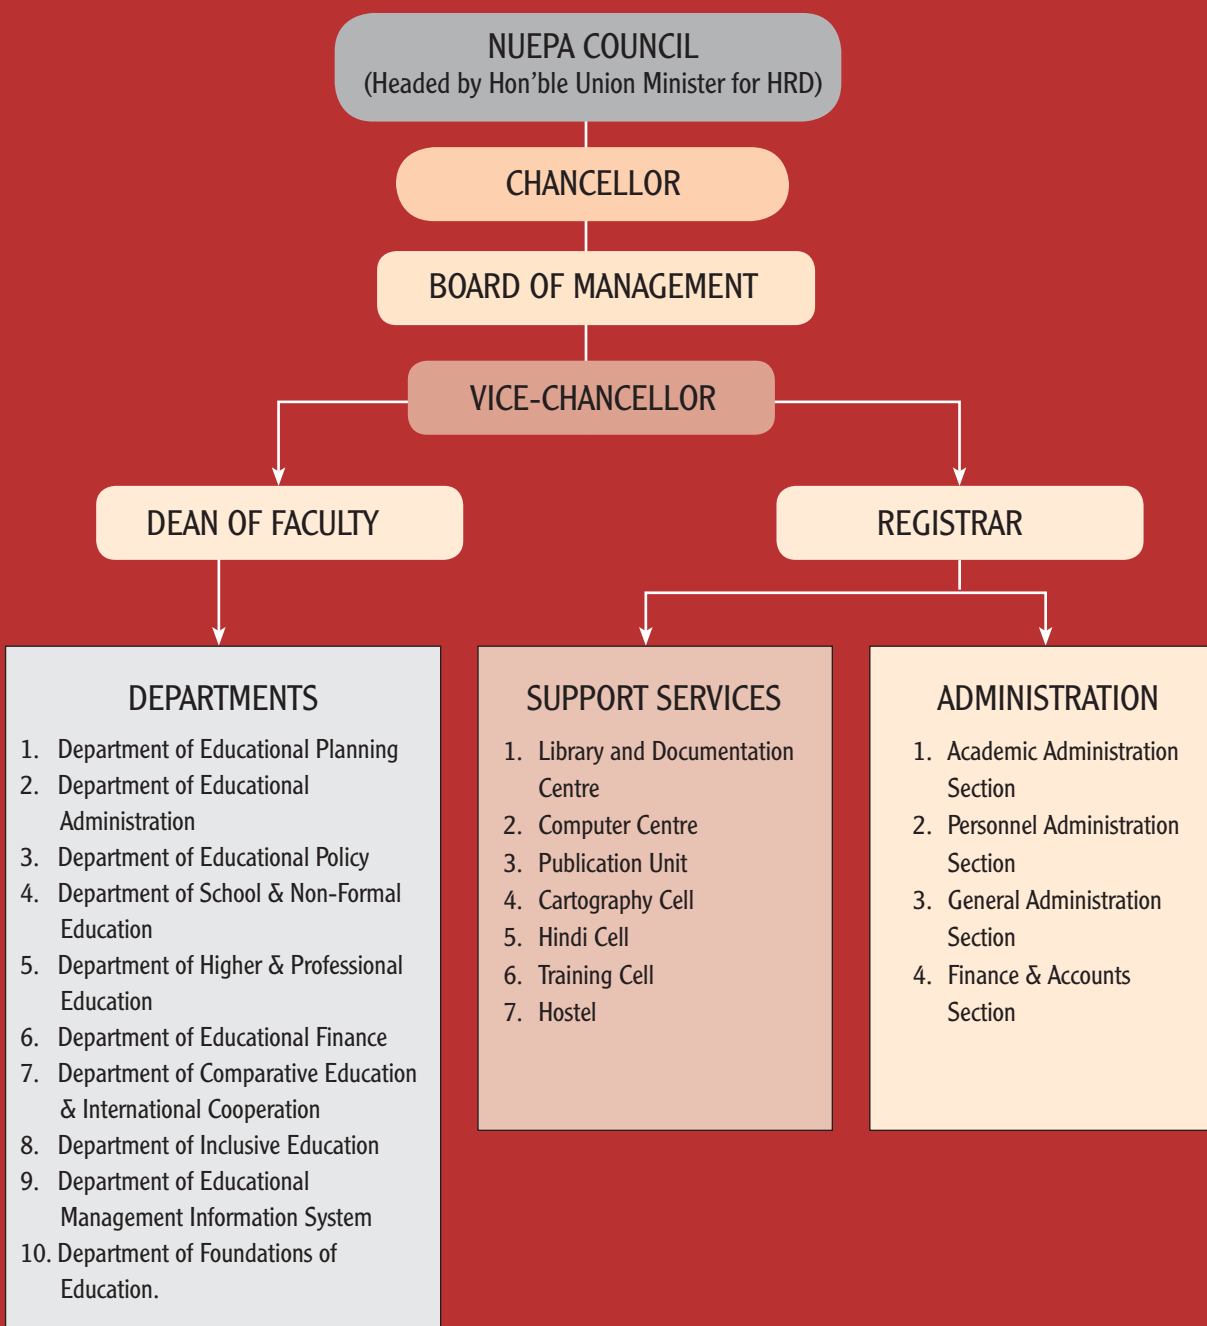 NUEPA COUNCIL
(Headed by Hon'ble Union Minister for HRD)
CHANCELLOR
BOARD OF MANAGEMENT
VICE-CHANCELLOR
DEAN OF FACULTY
REGISTRAR
DEPARTMENTS
1. Department of Educational Planning
2. Department of Educational
Administration
3. Department of Educational Policy
4. Department of School & Non-Formal
Education
5. Department of Higher & Professional
Education
6. Department of Educational Finance
7. Department of Comparative Education
& International Cooperation
8. Department of Inclusive Education
9. Department of Educational
Management Information System
10. Department of Foundations of
Education.
SUPPORT SERVICES
1. Library and Documentation
Centre
2. Computer Centre
3. Publication Unit
4. Cartography Cell
5. Hindi Cell
6. Training Cell
7. Hostel
ADMINISTRATION
1. Academic Administration
Section
2. Personnel Administration
Section
3. General Administration
Section
4. Finance & Accounts
Section